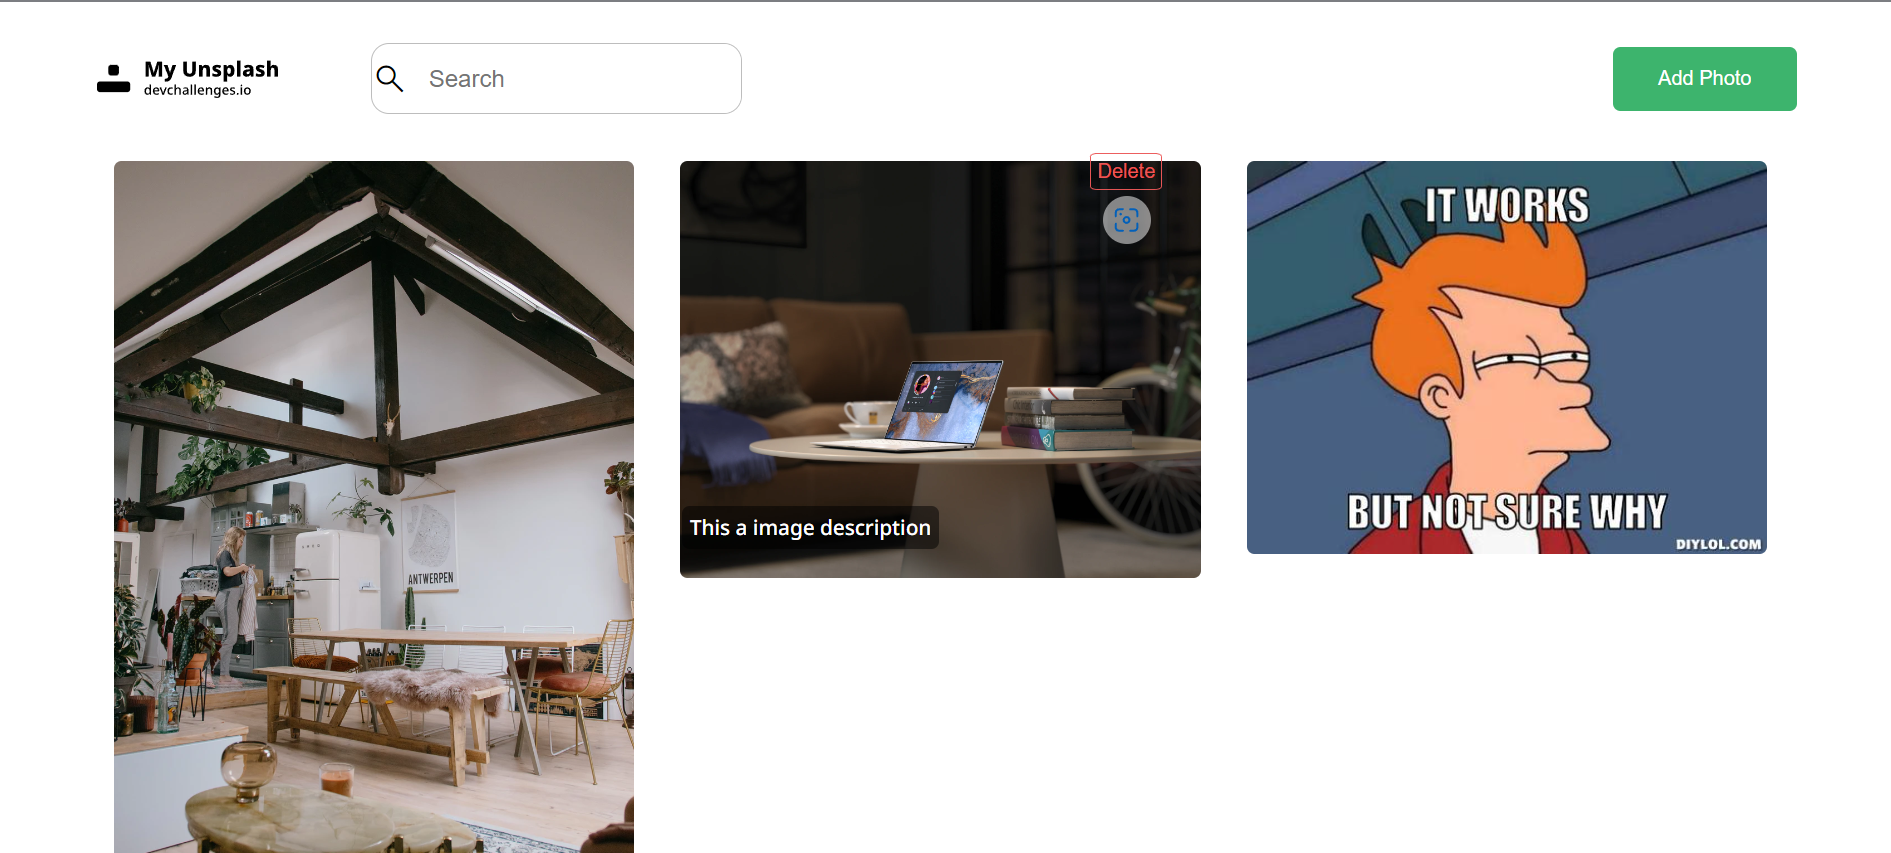 My Unsplash
devchallenges.io
Search
Add Photo
Delete
IT WORKS
ANTWERPEN
This a image description
BUT NOT SURE WHY
DIYLOL.COM